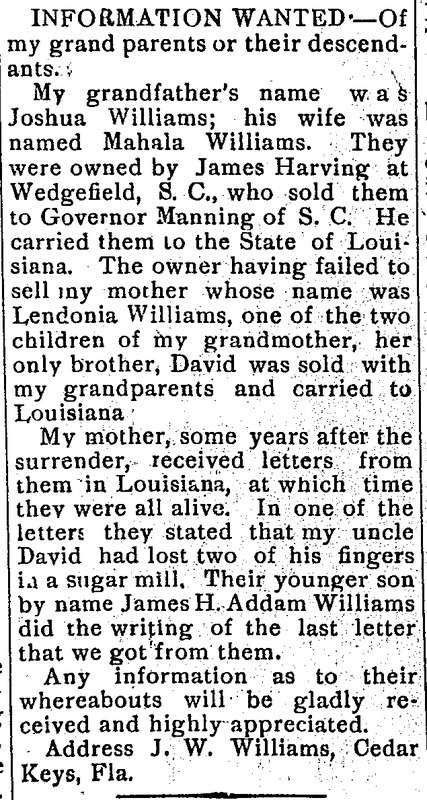 INFORMATION WANTED—Of
my grand parents or their descend-
ants.
My grandfather's name was
Joshua Williams; his wife was
named Mahala Williams. They
were owned by James Harving at
Wedgefield, S. C., who sold them
to Governor Manning of S. C. He
carried them to the State of Loui-
siana. The owner having failed to
sell my mother whose name was
Lendonia Williams, one of the two
children of my grandmother, her
only brother, David was sold with
my grandparents and carried to
Louisiana
My mother, some years after the
surrender, received letters from
them in Louisiana, at which time
they were all alive. In one of the
letters they stated that my uncle
David had lost two of his fingers
in a sugar mill. Their younger son
by name James H. Addam Williams
did the writing of the last letter
that we got from them.
Any information as to their
whereabouts will be gladly re-
ceived and highly appreciated.
Address J. W. Williams, Cedar
Keys, Fla.